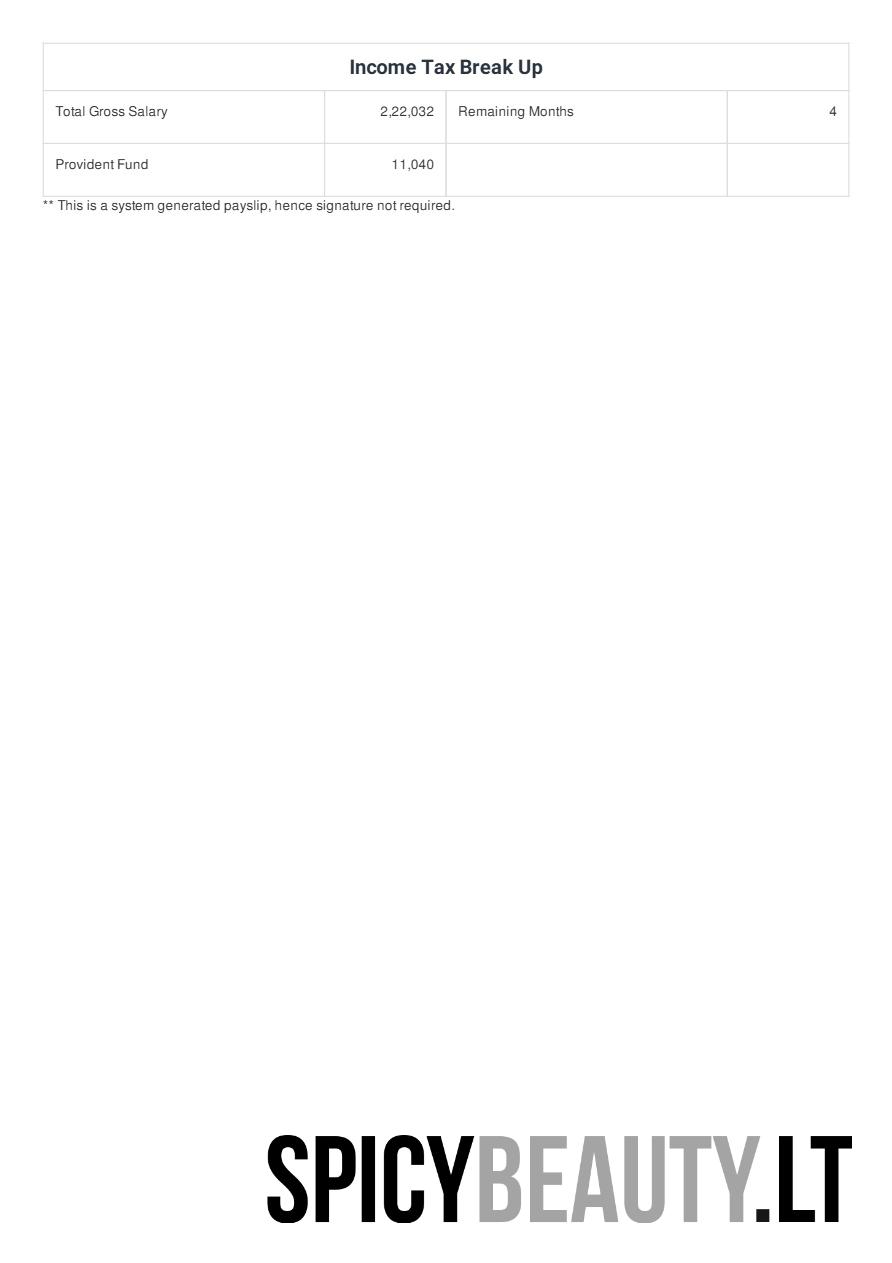 Income Tax Break Up
Total Gross Salary 2,22,032 Remaining Months 4
Provident Fund 11,040
** This is a system generated payslip, hence signature not required.
SPICYBEAUTY.LT